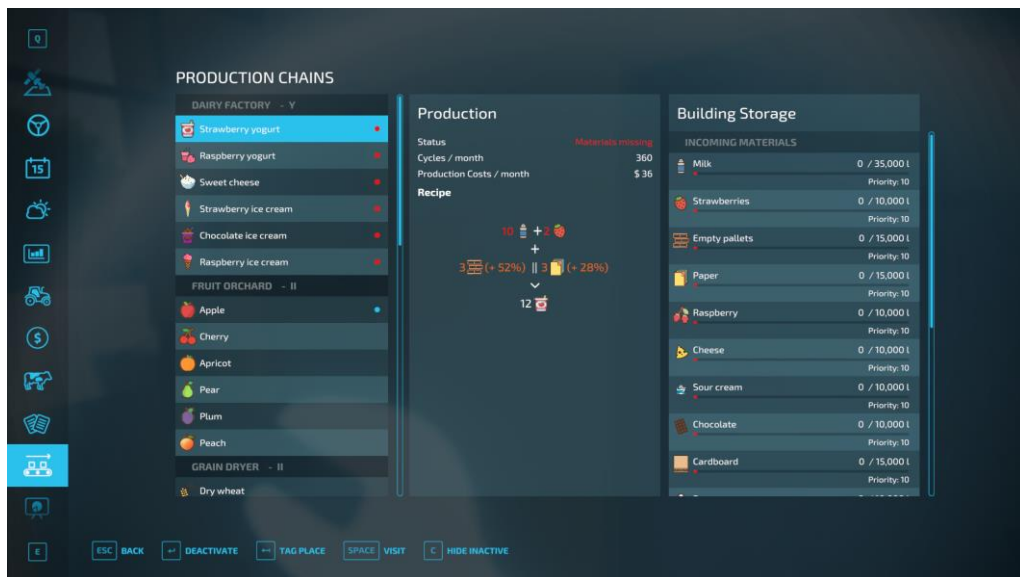 Q
PRODUCTION CHAINS
DAIRY FACTORY - Y
Strawberry yogurt
Raspberry yogurt
Sweet cheese
Strawberry ice cream
Chocolate ice cream
Raspberry ice cream
FRUIT ORCHARD - II
Apple
Cherry
Apricot
Pear
Plum
Peach
GRAIN DRYER - II
Dry wheat
Production
Status Materials missing
Cycles / month 360
Production Costs / month $ 36
Recipe
10 + 2
+
3 (+ 52%) || 3 (+ 28%)
12
Building Storage
INCOMING MATERIALS
Milk 0 / 35,000 l
Priority: 10
Strawberries 0 / 10,000 l
Priority: 10
Empty pallets 0 / 15,000 l
Priority: 10
Paper 0 / 15,000 l
Priority: 10
Raspberry 0 / 10,000 l
Priority: 10
Cheese 0 / 10,000 l
Priority: 10
Sour cream 0 / 10,000 l
Priority: 10
Chocolate 0 / 10,000 l
Priority: 10
Cardboard 0 / 15,000 l
Priority: 10
15
$
E
ESC BACK DEACTIVATE TAG PLACE SPACE VISIT C HIDE INACTIVE